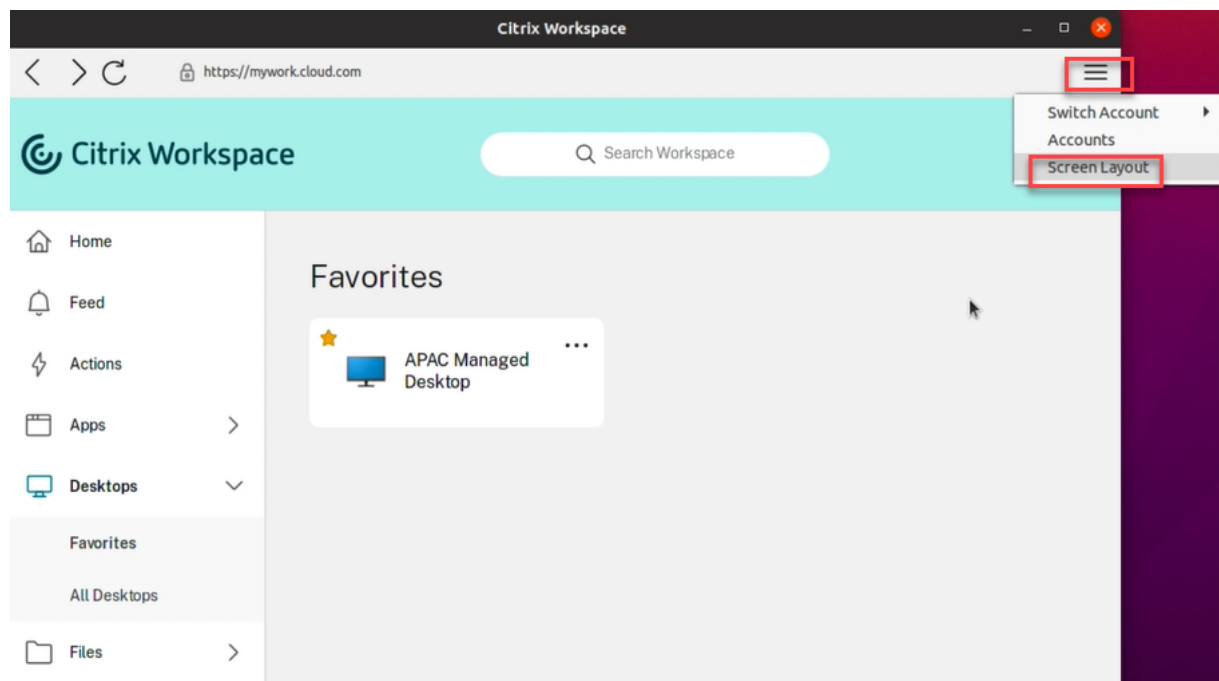 Citrix Workspace
https://mywork.cloud.com
Switch Account
Accounts
Screen Layout
Citrix Workspace
Search Workspace
Home
Feed
Actions
Apps
Desktops
Favorites
All Desktops
Files
Favorites
APAC Managed
Desktop